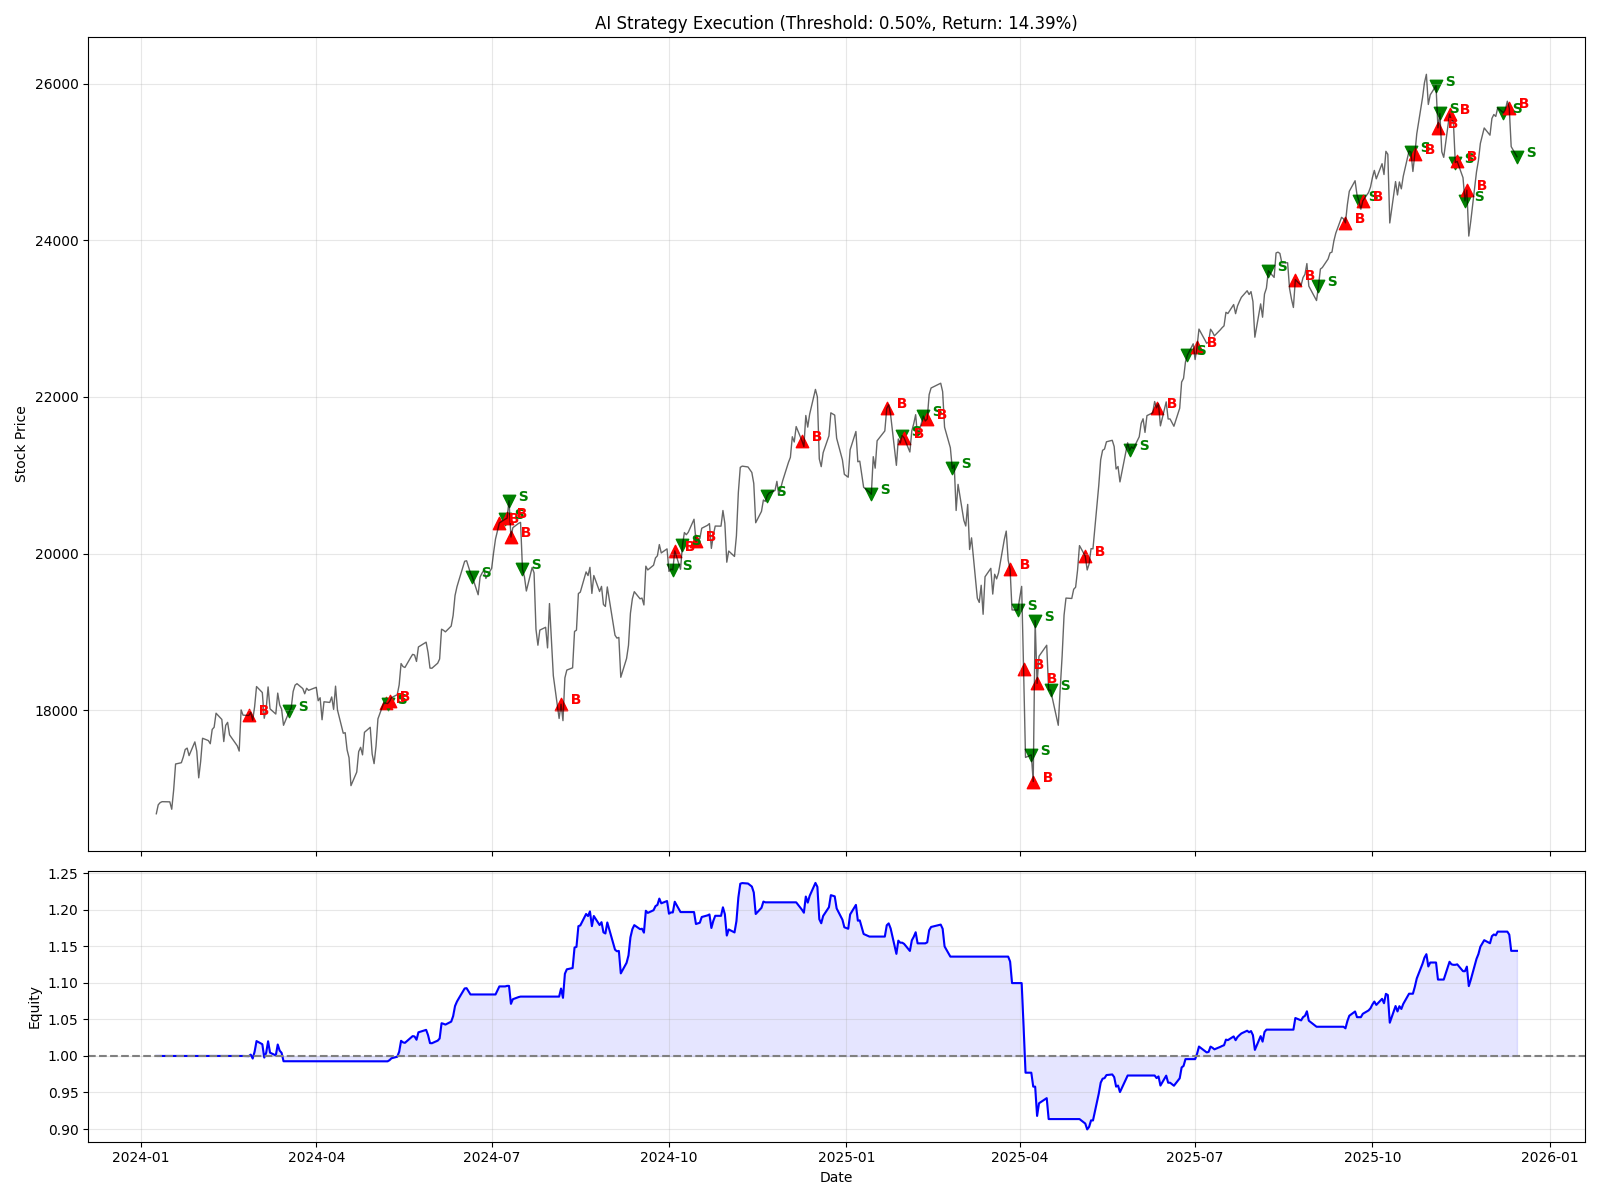 AI Strategy Execution (Threshold: 0.50%, Return: 14.39%)
Stock Price
26000
24000
22000
20000
18000
B
S
B
S
B
S
B
S
B
S
B
S
B
S
B
S
B
S
B
S
B
S
B
S
B
S
B
S
B
S
B
S
B
S
B
S
B
S
B
S
B
S
B
S
B
S
B
S
B
S
B
S
B
S
B
S
B
S
Equity
1.25
1.20
1.15
1.10
1.05
1.00
0.95
0.90
2024-01
2024-04
2024-07
2024-10
2025-01
2025-04
2025-07
2025-10
2026-01
Date